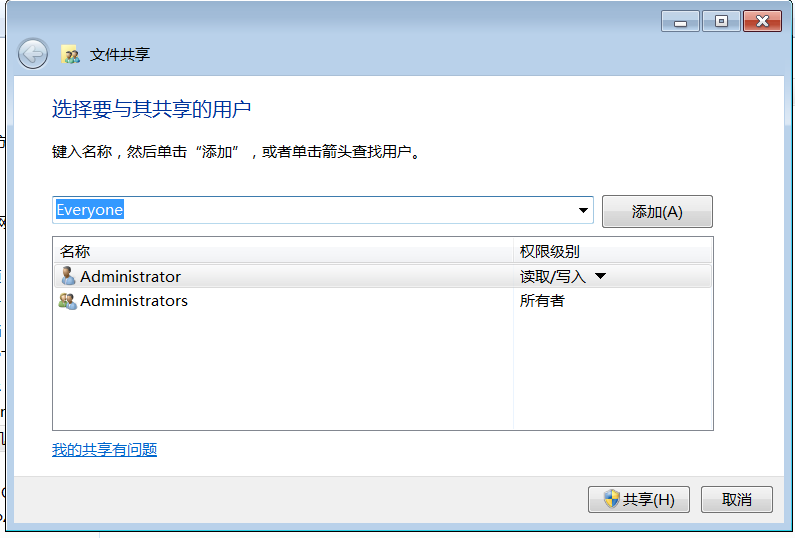 文件共享
选择要与其共享的用户
键入名称，然后单击“添加”，或者单击箭头查找用户。
Everyone
添加(A)
名称 权限级别
Administrator 读取/写入
Administrators 所有者
我的共享有问题
共享(H) 取消